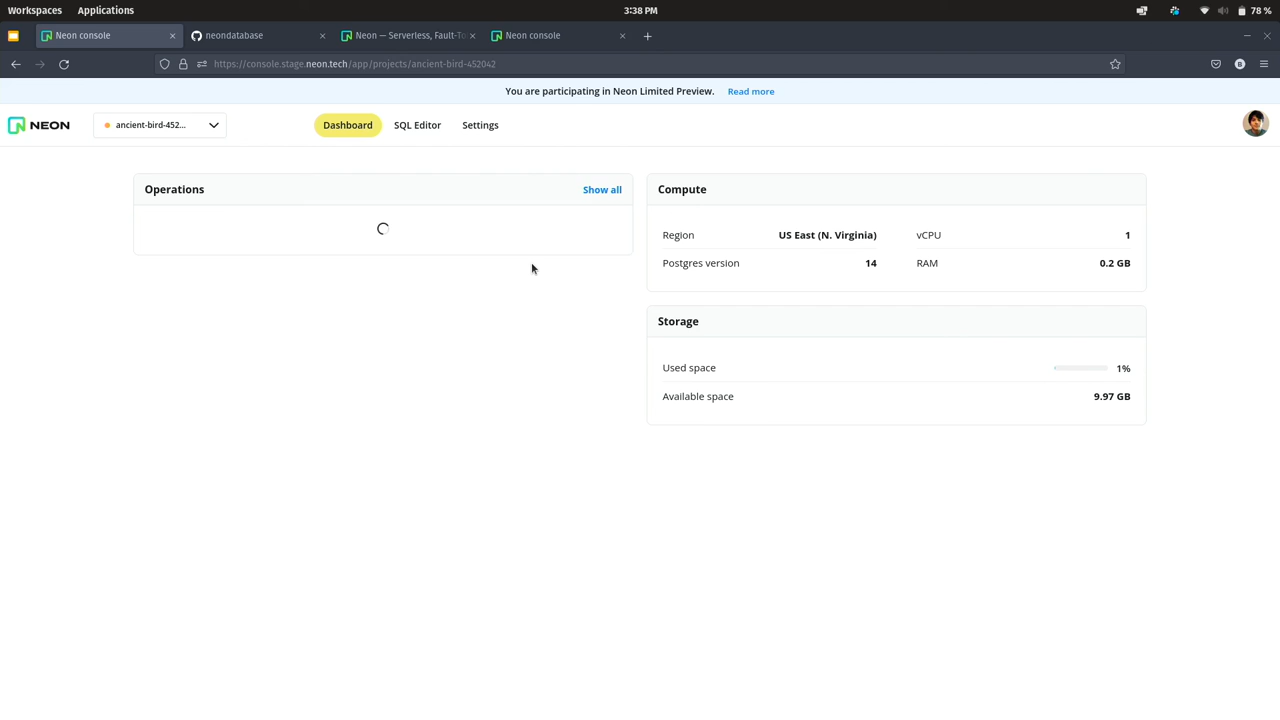 Workspaces Applications 3:38 PM 78 %
Neon console neondatabase Neon — Serverless, Fault-To Neon console
https://console.stage.neon.tech/app/projects/ancient-bird-452042
You are participating in Neon Limited Preview. Read more
NEON ancient-bird-452... Dashboard SQL Editor Settings
Operations Show all
Compute
Region US East (N. Virginia) vCPU 1
Postgres version 14 RAM 0.2 GB
Storage
Used space 1%
Available space 9.97 GB